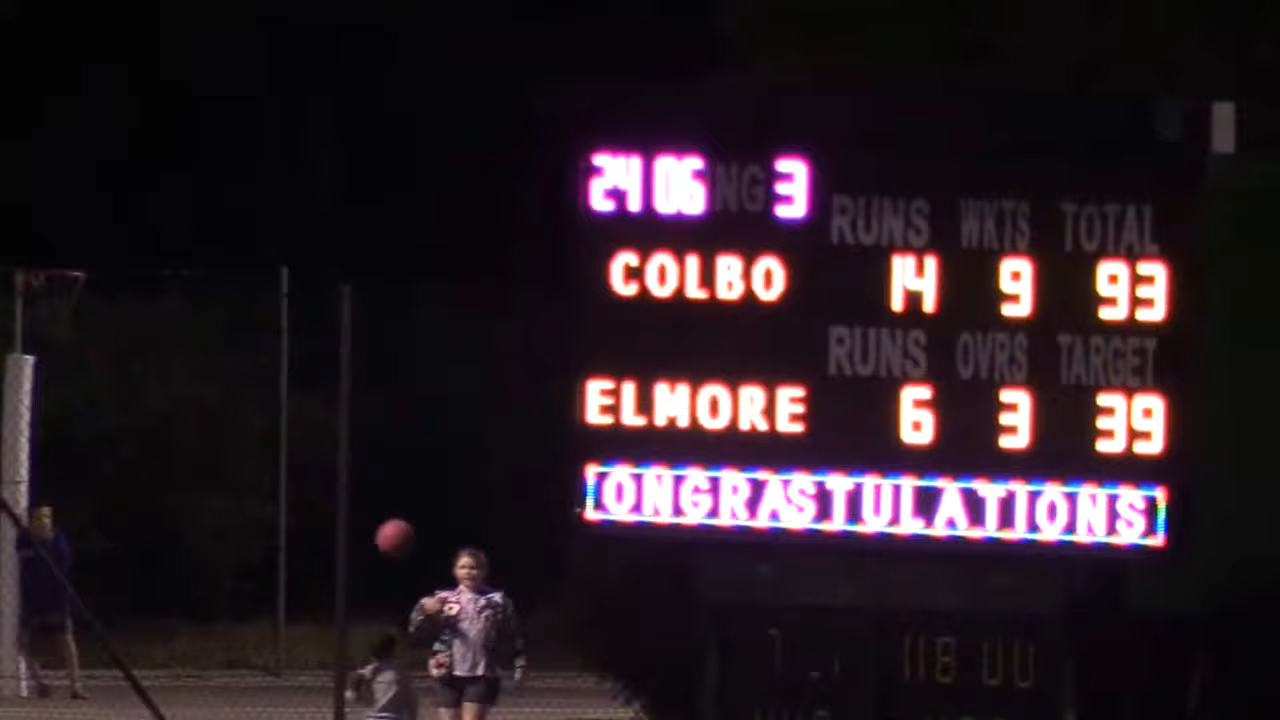 24 06 NG 3
RUNS WKTS TOTAL
COLBO 14 9 93
RUNS OVRS TARGET
ELMORE 6 3 39
ONGRASTULATIONS
118 00